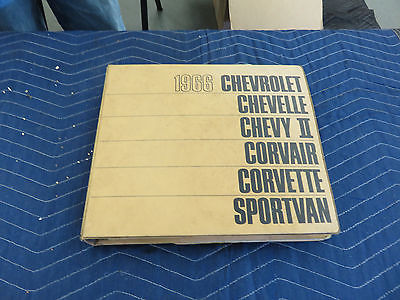 1966 CHEVROLET
CHEVELLE
CHEVY II
CORVAIR
CORVETTE
SPORTVAN